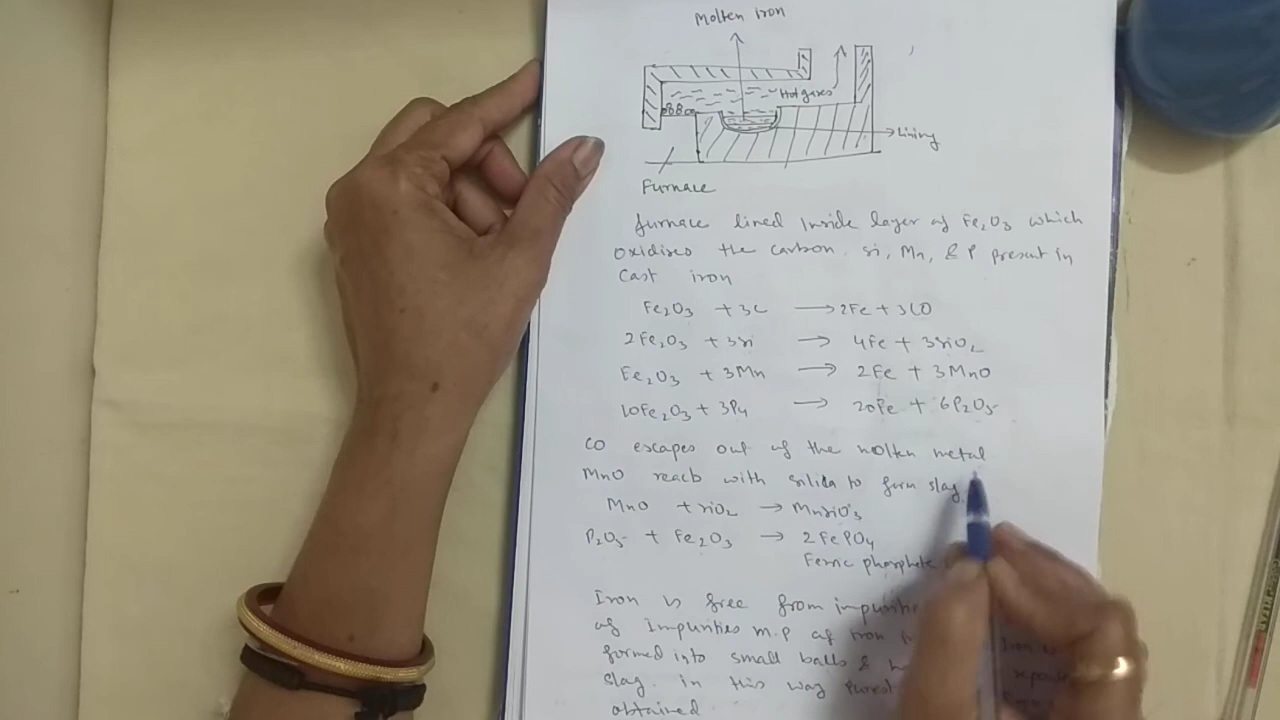 Molten iron
Hot gases
Lining
Furnace
furnace lined inside layer of Fe2O3 which
oxidises the carbon, si, Mn, & P present in
Cast iron
Fe2O3 + 3C → 2Fe + 3CO
2Fe2O3 + 3si → 4Fe + 3siO2
Fe2O3 + 3Mn → 2Fe + 3MnO
10Fe2O3 + 3P4 → 20Fe + 6P2O5
CO escapes out of the molten metal
MnO reacts with silica to form slag
MnO + siO2 → MnsiO3
P2O5 + Fe2O3 → 2FePO4
Ferric phosphate
Iron is free from
of impurities M.P of iron
formed into small balls &
slag. in this way purest
obtained